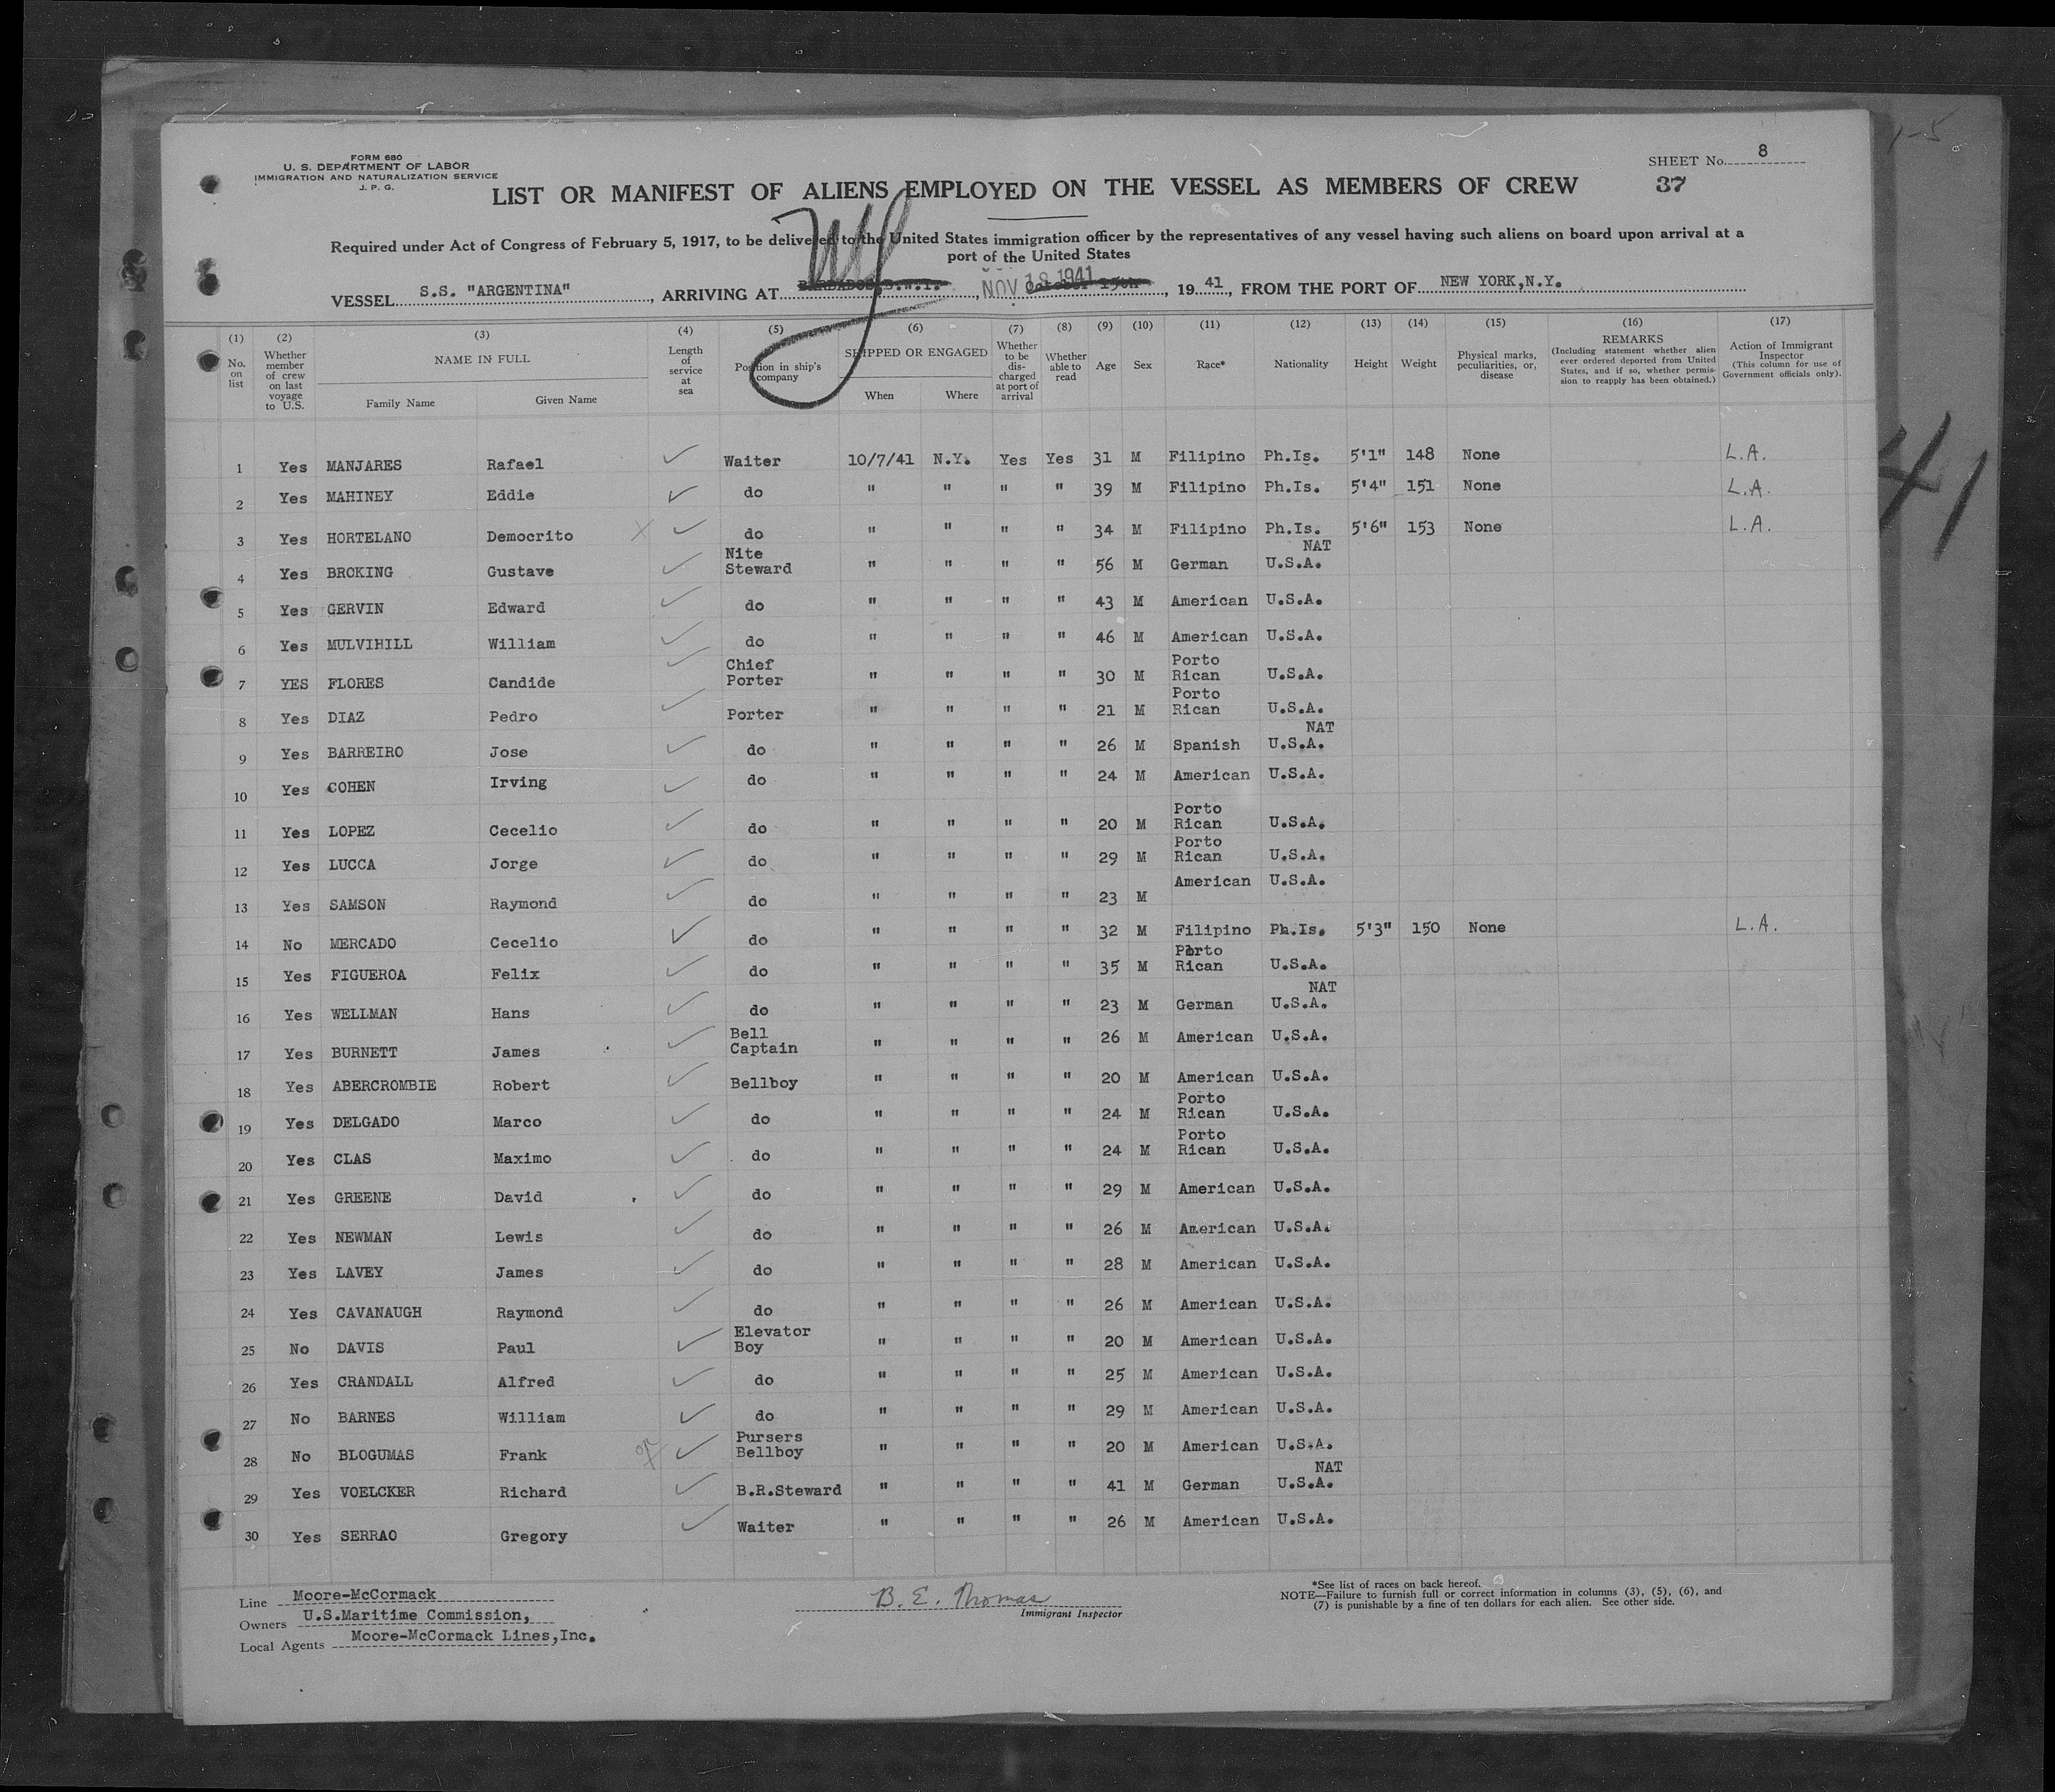 FORM 680
U. S. DEPARTMENT OF LABOR
IMMIGRATION AND NATURALIZATION SERVICE
J. P. G.
SHEET No. 8
37
LIST OR MANIFEST OF ALIENS EMPLOYED ON THE VESSEL AS MEMBERS OF CREW
Required under Act of Congress of February 5, 1917, to be delivered to the United States immigration officer by the representatives of any vessel having such aliens on board upon arrival at a
port of the United States
VESSEL S.S. "ARGENTINA", ARRIVING AT BARBADOS, B.W.I., NOV 18 1941 October 15th, 1941, FROM THE PORT OF NEW YORK,N.Y.
(1) No. on list (2) Whether member of crew on last voyage to U.S. (3) NAME IN FULL Family Name Given Name (4) Length of service at sea (5) Position in ship's company (6) SHIPPED OR ENGAGED When Where (7) Whether to be discharged at port of arrival (8) Whether able to read (9) Age (10) Sex (11) Race* (12) Nationality (13) Height (14) Weight (15) Physical marks, peculiarities, or, disease (16) REMARKS (Including statement whether alien ever ordered deported from United States, and if so, whether permission to reapply has been obtained.) (17) Action of Immigrant Inspector (This column for use of Government officials only).
1 Yes MANJARES Rafael ✓ Waiter 10/7/41 N.Y. Yes Yes 31 M Filipino Ph.Is. 5'1" 148 None L.A.
2 Yes MAHINEY Eddie ✓ do " " " " 39 M Filipino Ph.Is. 5'4" 151 None L.A.
3 Yes HORTELANO Democrito X ✓ do " " " " 34 M Filipino Ph.Is. 5'6" 153 None L.A.
4 Yes BROKING Gustave ✓ Nite Steward " " " " 56 M German NAT U.S.A.
5 Yes GERVIN Edward ✓ do " " " " 43 M American U.S.A.
6 Yes MULVIHILL William ✓ do " " " " 46 M American U.S.A.
7 YES FLORES Candide ✓ Chief Porter " " " " 30 M Porto Rican U.S.A.
8 Yes DIAZ Pedro ✓ Porter " " " " 21 M Porto Rican U.S.A.
9 Yes BARREIRO Jose ✓ do " " " " 26 M Spanish NAT U.S.A.
10 Yes COHEN Irving ✓ do " " " " 24 M American U.S.A.
11 Yes LOPEZ Cecelio ✓ do " " " " 20 M Porto Rican U.S.A.
12 Yes LUCCA Jorge ✓ do " " " " 29 M Porto Rican U.S.A.
13 Yes SAMSON Raymond ✓ do " " " " 23 M American U.S.A.
14 No MERCADO Cecelio ✓ do " " " " 32 M Filipino Ph.Is. 5'3" 150 None L.A.
15 Yes FIGUEROA Felix ✓ do " " " " 35 M Porto Rican U.S.A.
16 Yes WELLMAN Hans ✓ do " " " " 23 M German NAT U.S.A.
17 Yes BURNETT James ✓ Bell Captain " " " " 26 M American U.S.A.
18 Yes ABERCROMBIE Robert ✓ Bellboy " " " " 20 M American U.S.A.
19 Yes DELGADO Marco ✓ do " " " " 24 M Porto Rican U.S.A.
20 Yes CLAS Maximo ✓ do " " " " 24 M Porto Rican U.S.A.
21 Yes GREENE David ✓ do " " " " 29 M American U.S.A.
22 Yes NEWMAN Lewis ✓ do " " " " 26 M American U.S.A.
23 Yes LAVEY James ✓ do " " " " 28 M American U.S.A.
24 Yes CAVANAUGH Raymond ✓ do " " " " 26 M American U.S.A.
25 No DAVIS Paul ✓ Elevator Boy " " " " 20 M American U.S.A.
26 Yes CRANDALL Alfred ✓ do " " " " 25 M American U.S.A.
27 No BARNES William ✓ do " " " " 29 M American U.S.A.
28 No BLOGUMAS Frank ✓ Pursers Bellboy " " " " 20 M American U.S.A.
29 Yes VOELCKER Richard ✓ B.R.Steward " " " " 41 M German NAT U.S.A.
30 Yes SERRAO Gregory ✓ Waiter " " " " 26 M American U.S.A.
Line Moore-McCormack
Owners U.S.Maritime Commission,
Local Agents Moore-McCormack Lines,Inc.
B. E. Thomas
Immigrant Inspector
*See list of races on back hereof.
NOTE—Failure to furnish full or correct information in columns (3), (5), (6), and
(7) is punishable by a fine of ten dollars for each alien. See other side.
41